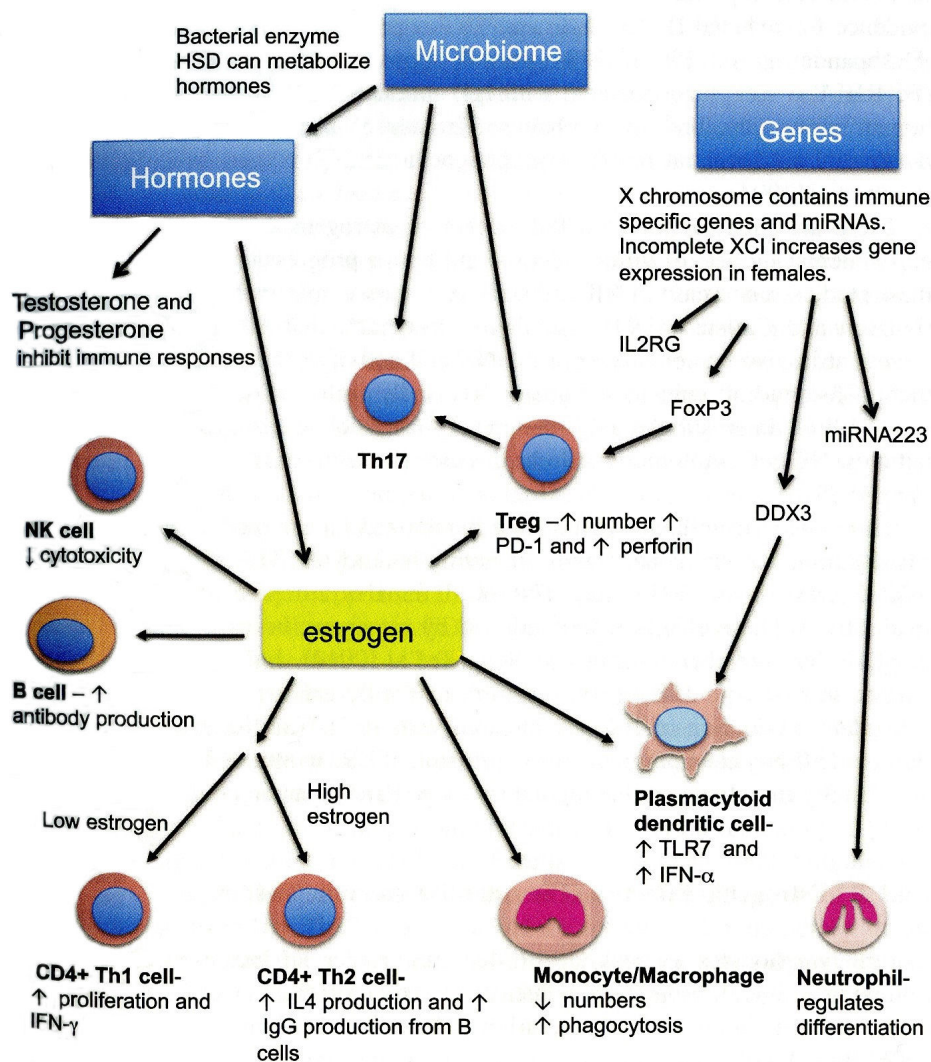 Microbiome
Bacterial enzyme
HSD can metabolize
hormones
Genes
Hormones
X chromosome contains immune
specific genes and miRNAs.
Incomplete XCI increases gene
expression in females.
Testosterone and
Progesterone
inhibit immune responses
IL2RG
FoxP3
miRNA223
Th17
DDX3
NK cell
↓ cytotoxicity
Treg –↑ number ↑
PD-1 and ↑ perforin
estrogen
B cell – ↑
antibody production
Low estrogen
High
estrogen
Plasmacytoid
dendritic cell-
↑ TLR7 and
↑ IFN-α
CD4+ Th1 cell-
↑ proliferation and
IFN-γ
CD4+ Th2 cell-
↑ IL4 production and ↑
IgG production from B
cells
Monocyte/Macrophage
↓ numbers
↑ phagocytosis
Neutrophil-
regulates
differentiation